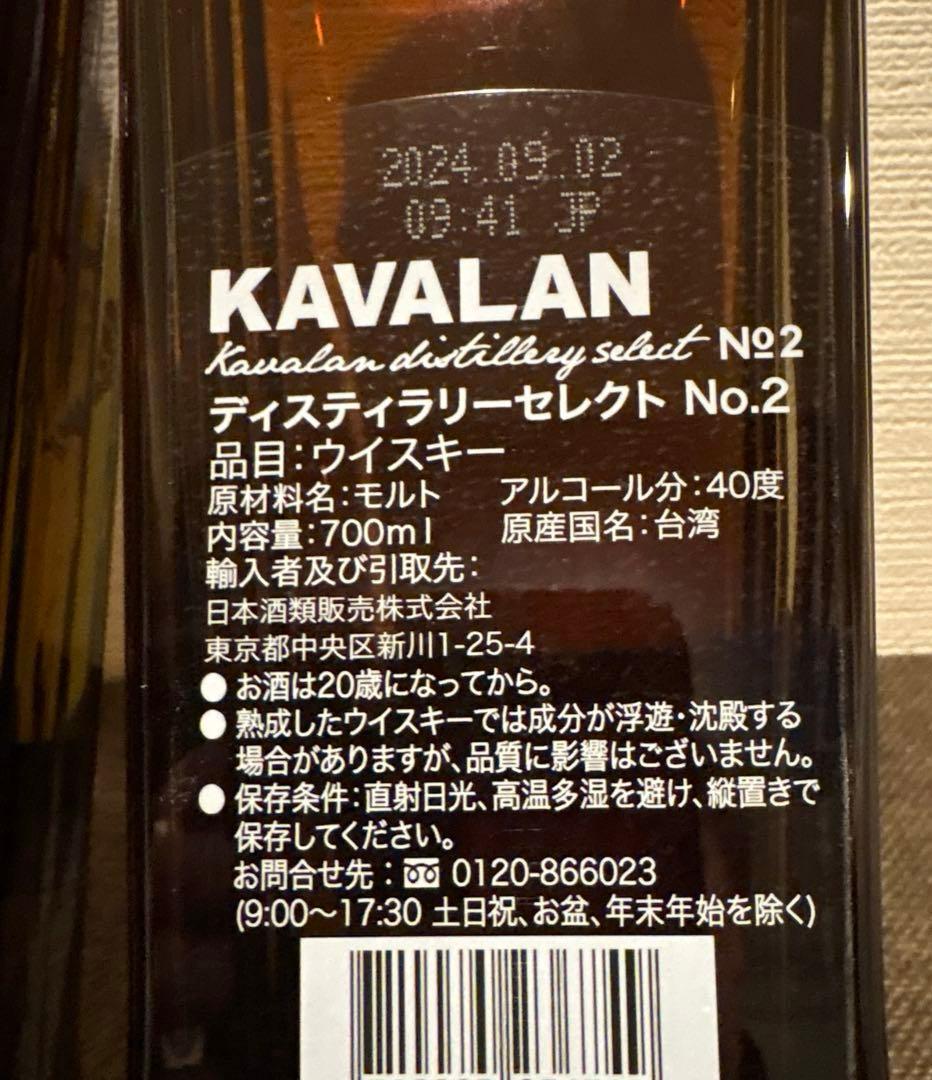 2024.09.02
09:41 JP
KAVALAN
Kavalan distillery select №2
ディスティラリーセレクト No.2
品目：ウイスキー
原材料名：モルト アルコール分：40度
内容量：700ml 原産国名：台湾
輸入者及び引取先：
日本酒類販売株式会社
東京都中央区新川1-25-4
● お酒は20歳になってから。
● 熟成したウイスキーでは成分が浮遊・沈殿する
場合がありますが、品質に影響はございません。
● 保存条件：直射日光、高温多湿を避け、縦置きで
保存してください。
お問合せ先： 0120-866023
(9:00〜17:30 土日祝、お盆、年末年始を除く)